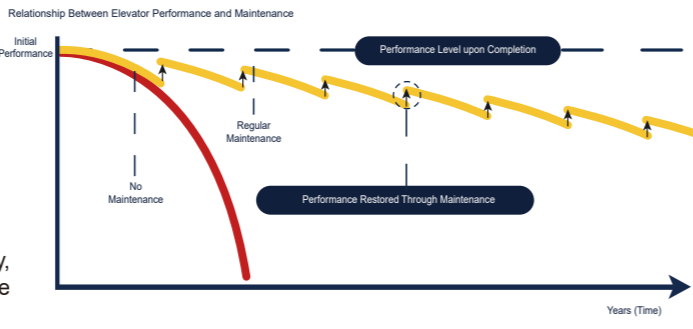 Relationship Between Elevator Performance and Maintenance
Initial
Performance
Performance Level upon Completion
Regular
Maintenance
No
Maintenance
Performance Restored Through Maintenance
y,
e
Years (Time)